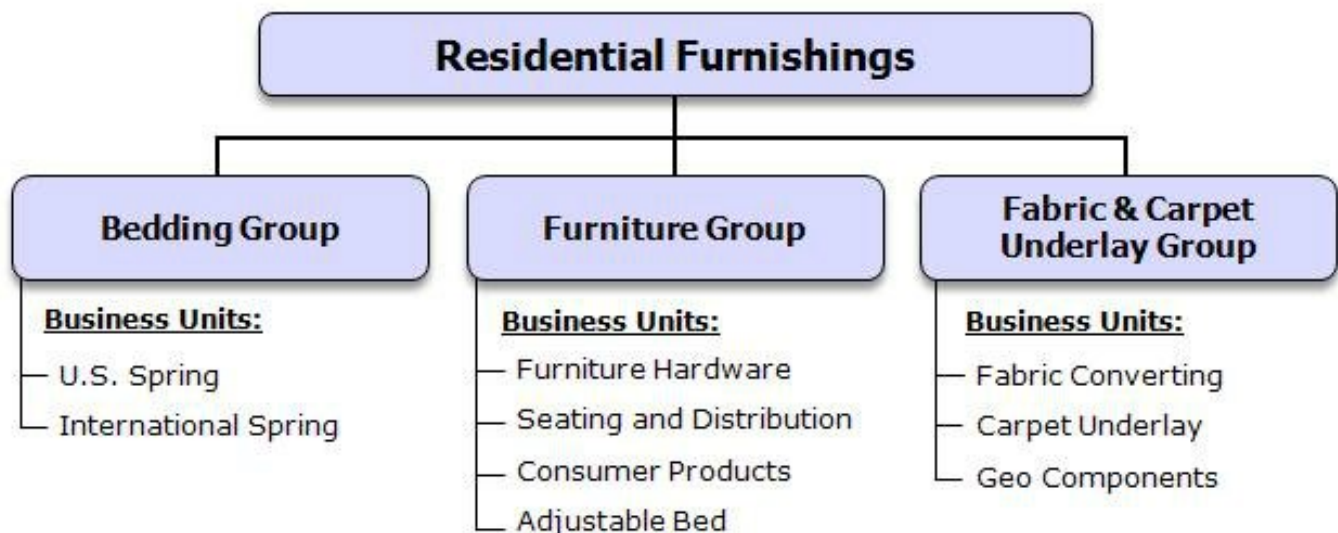 Residential Furnishings
Bedding Group
Business Units:
U.S. Spring
International Spring
Furniture Group
Business Units:
Furniture Hardware
Seating and Distribution
Consumer Products
Adjustable Bed
Fabric & Carpet
Underlay Group
Business Units:
Fabric Converting
Carpet Underlay
Geo Components